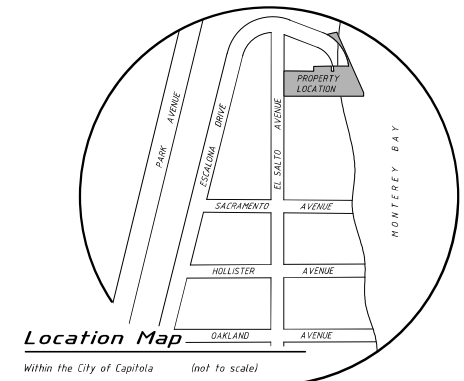 PROPERTY
LOCATION
PARK AVENUE
ESCALONA DRIVE
EL SALTO AVENUE
MONTEREY BAY
SACRAMENTO AVENUE
HOLLISTER AVENUE
OAKLAND AVENUE
Location Map
Within the City of Capitola (not to scale)